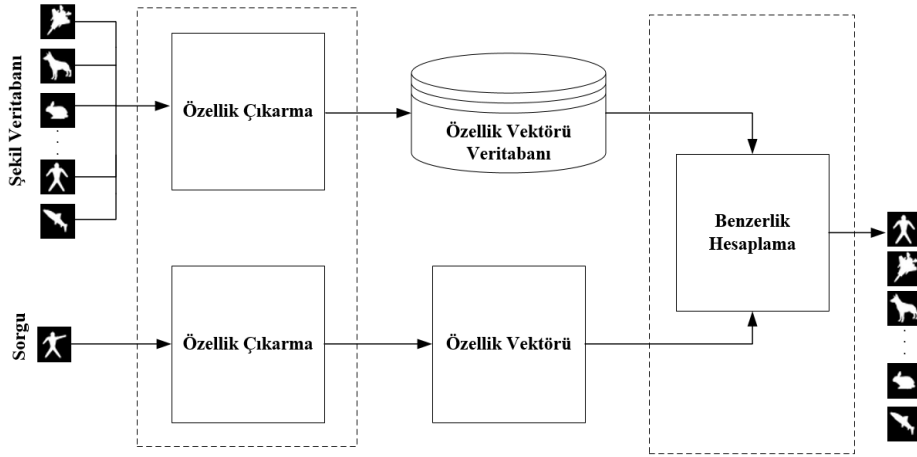 Şekil Veritabanı
Özellik Çıkarma
Özellik Vektörü
Veritabanı
Benzerlik
Hesaplama
Sorgu
Özellik Çıkarma
Özellik Vektörü